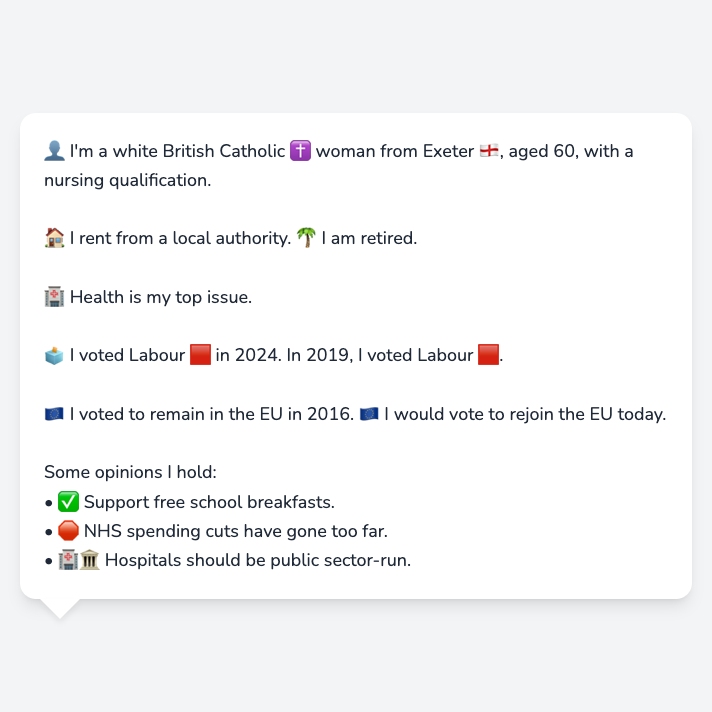 👤 I'm a white British Catholic ✝️ woman from Exeter 🏴󠁧󠁢󠁥󠁮󠁧󠁿, aged 60, with a
nursing qualification.
🏠 I rent from a local authority. 🌴 I am retired.
🏥 Health is my top issue.
🗳️ I voted Labour 🟥 in 2024. In 2019, I voted Labour 🟥.
🇪🇺 I voted to remain in the EU in 2016. 🇪🇺 I would vote to rejoin the EU today.
Some opinions I hold:
• ✅ Support free school breakfasts.
• 🛑 NHS spending cuts have gone too far.
• 🏥🏛️ Hospitals should be public sector-run.